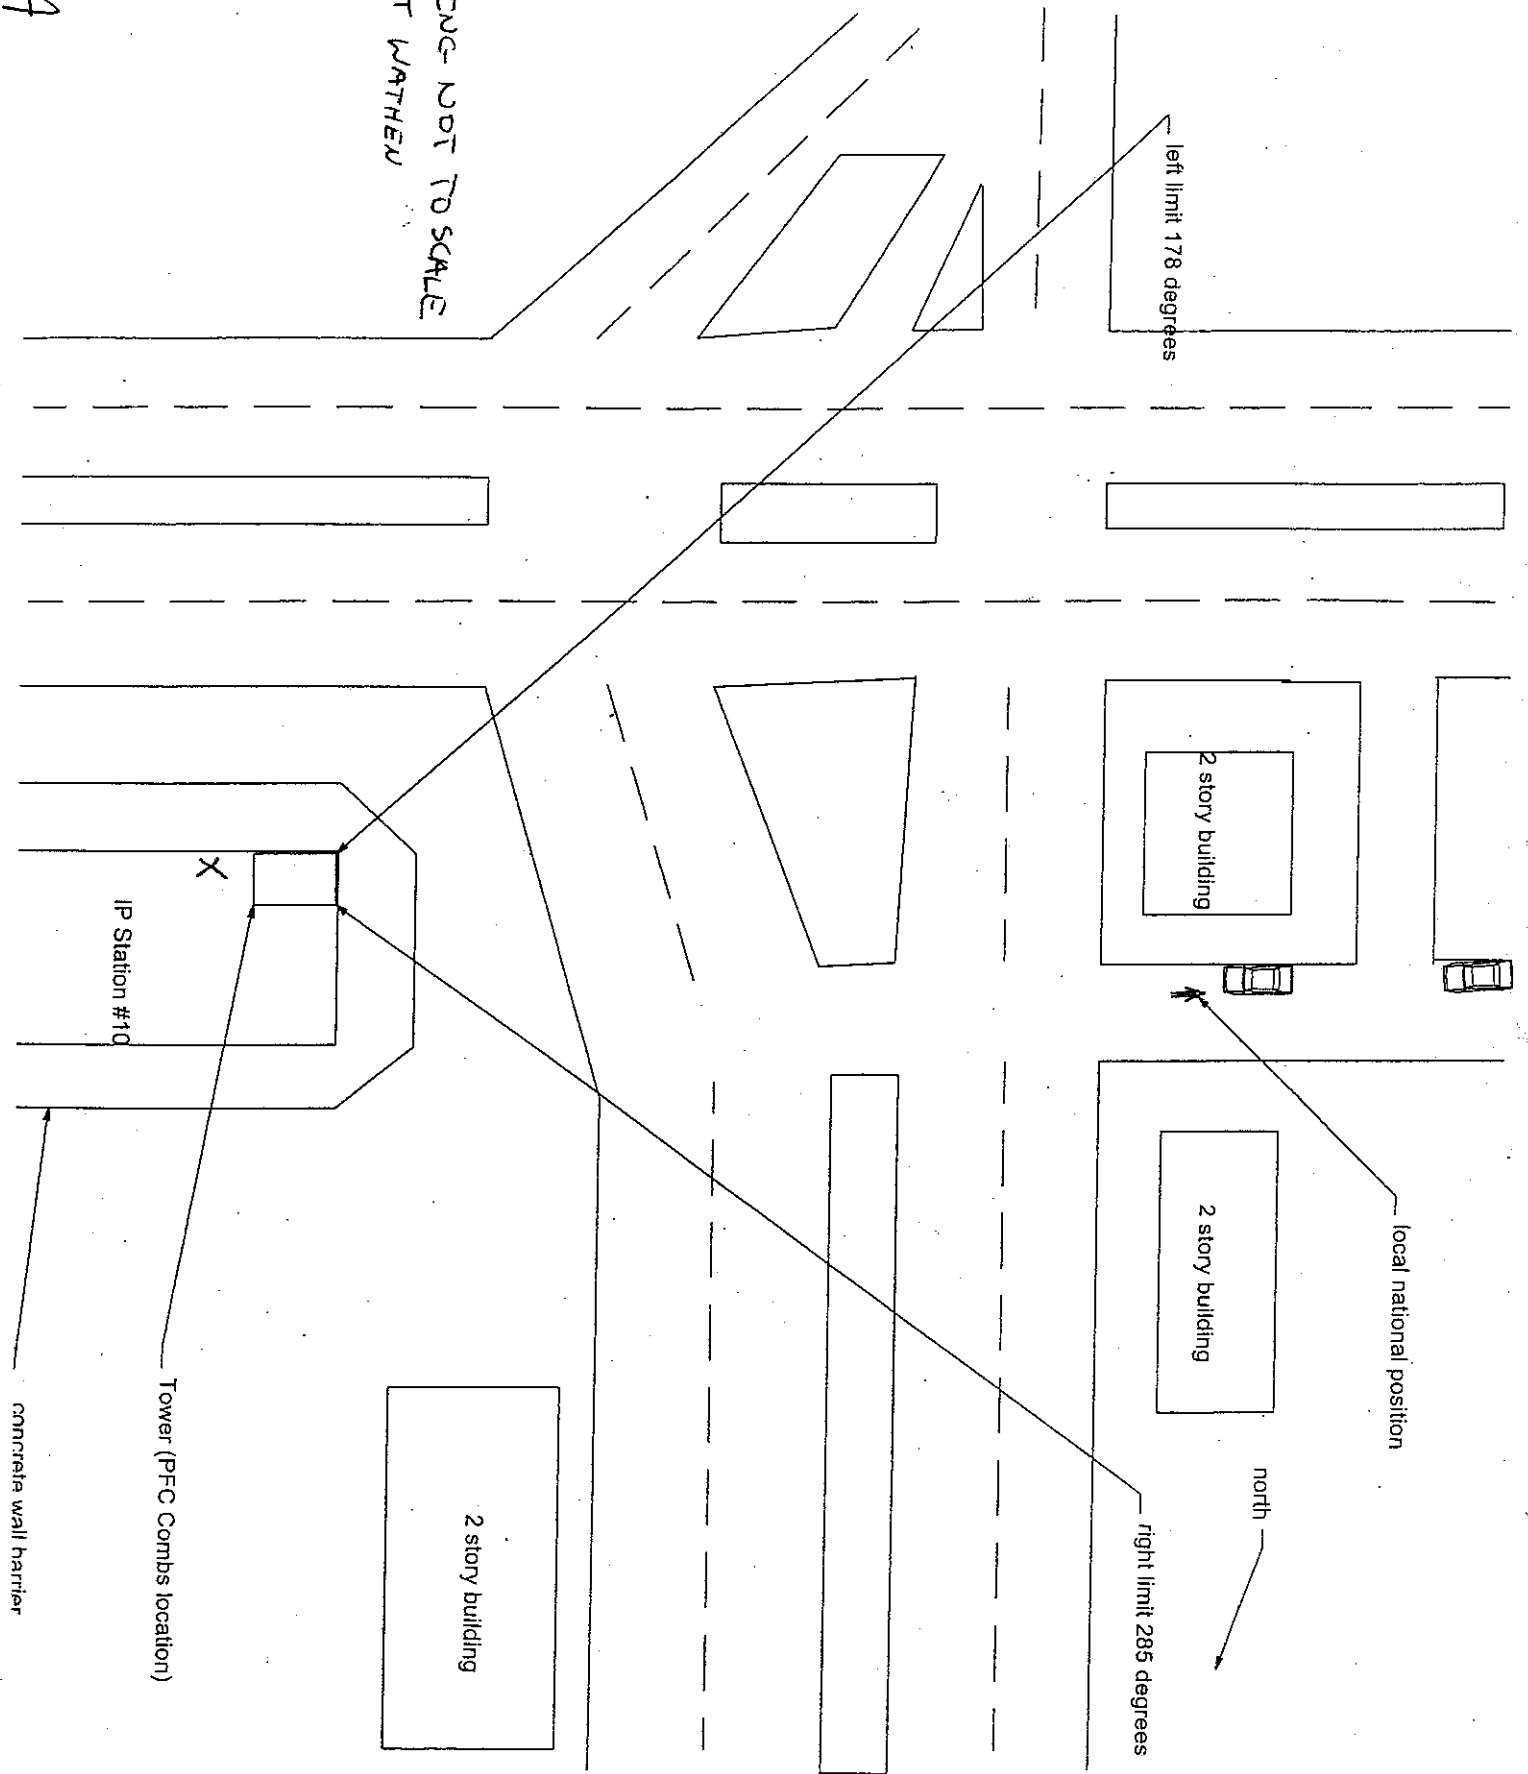 left limit 178 degrees
local national position
2 story building
2 story building
north
right limit 285 degrees
NOT TO SCALE
WATHEN
2 story building
X
IP Station #10
Tower (PFC Combs location)
concrete wall barrier